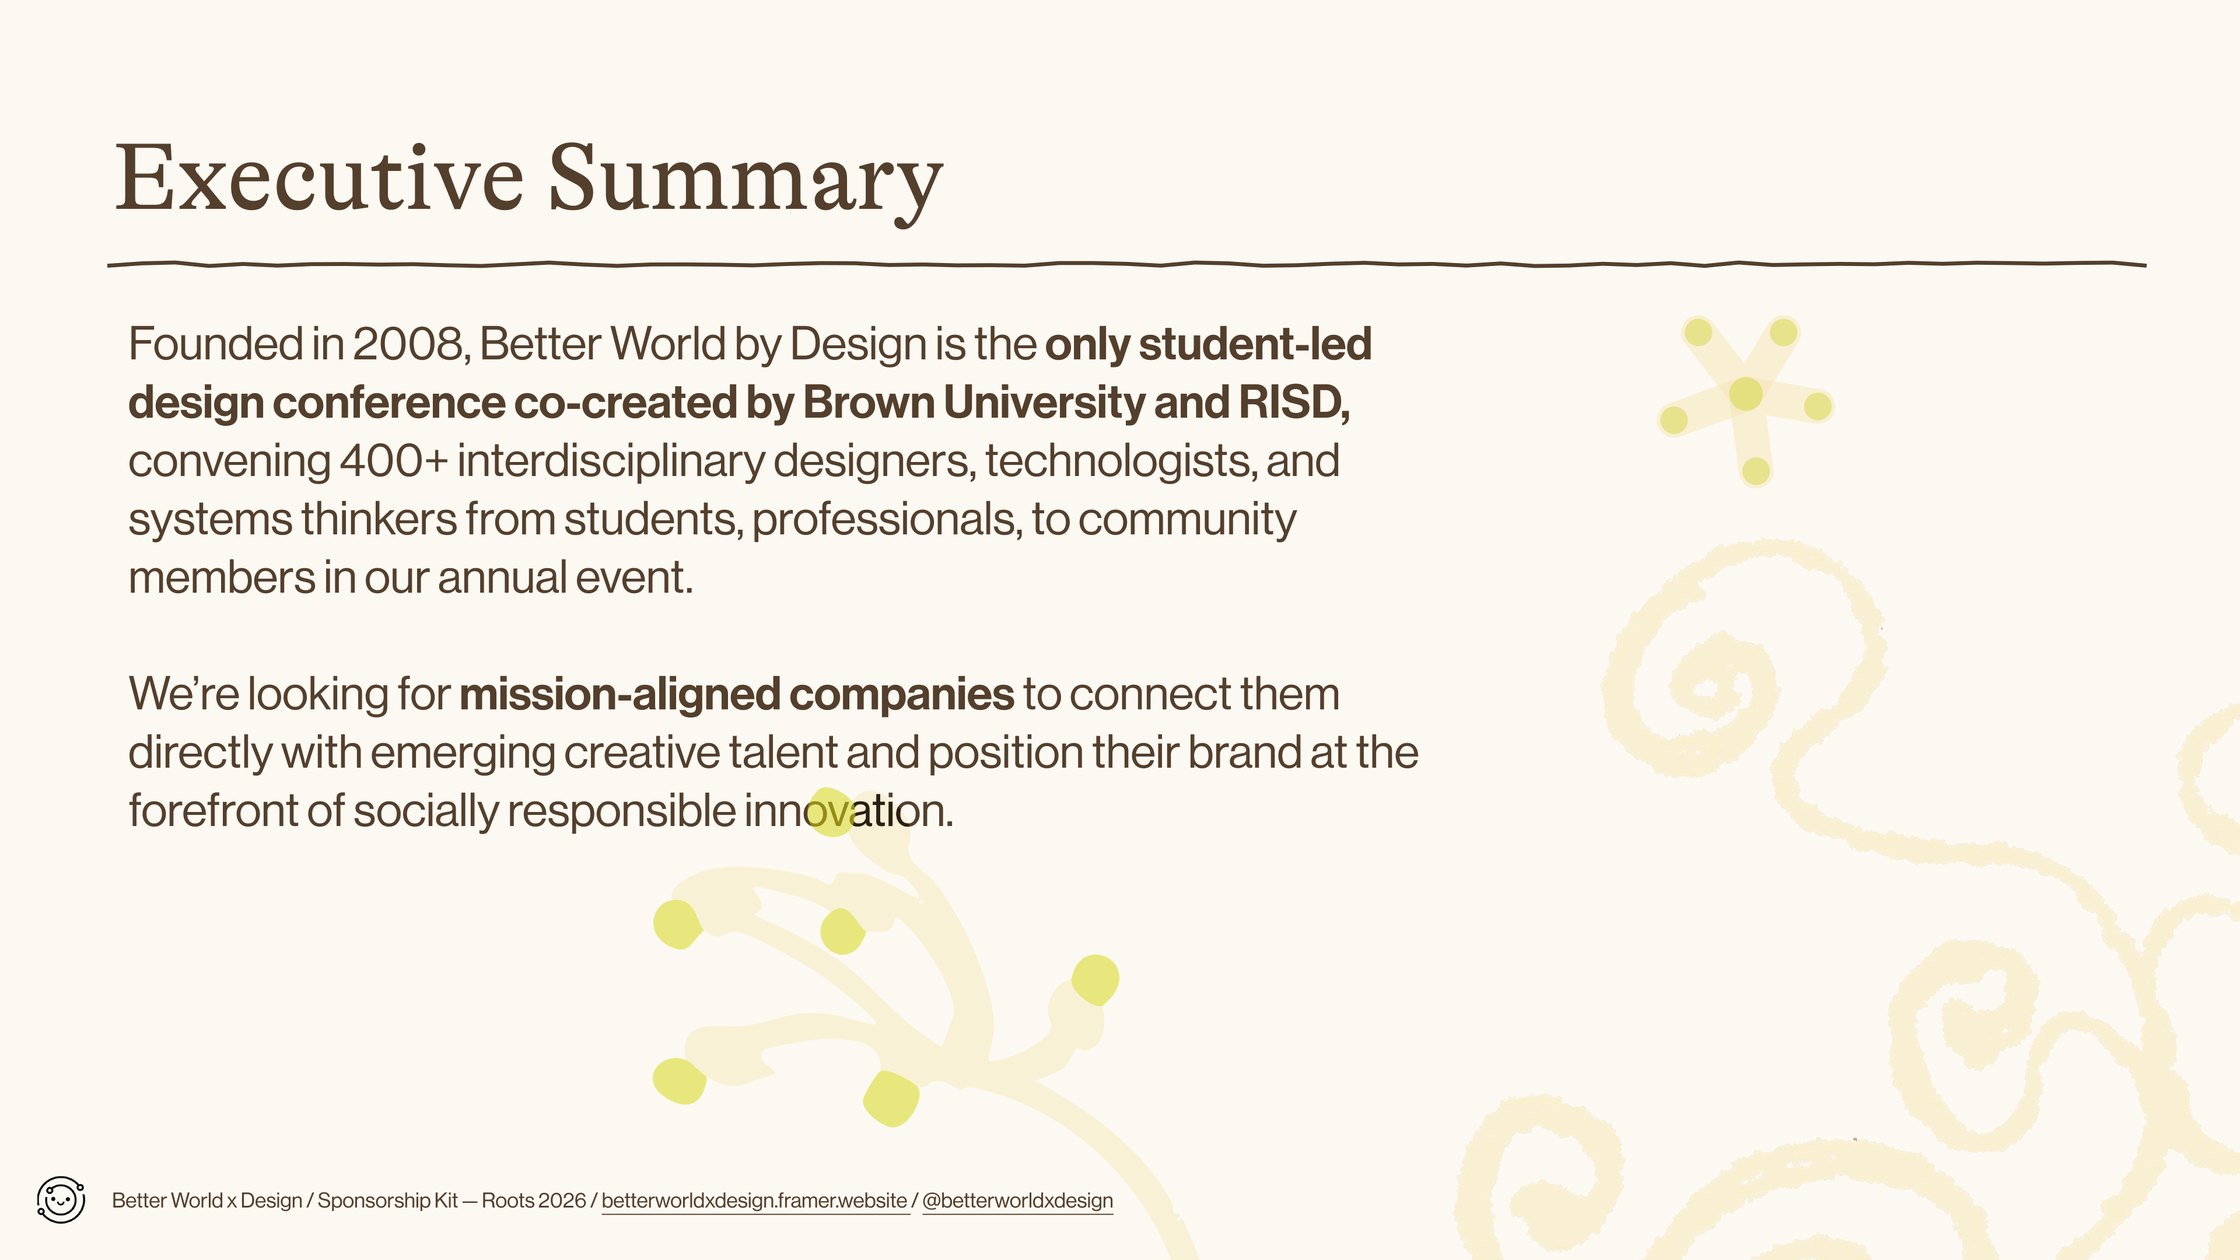 Executive Summary
Founded in 2008, Better World by Design is the only student-led
design conference co-created by Brown University and RISD,
convening 400+ interdisciplinary designers, technologists, and
systems thinkers from students, professionals, to community
members in our annual event.
We’re looking for mission-aligned companies to connect them
directly with emerging creative talent and position their brand at the
forefront of socially responsible innovation.
Better World x Design / Sponsorship Kit — Roots 2026 / betterworldxdesign.framer.website / @betterworldxdesign